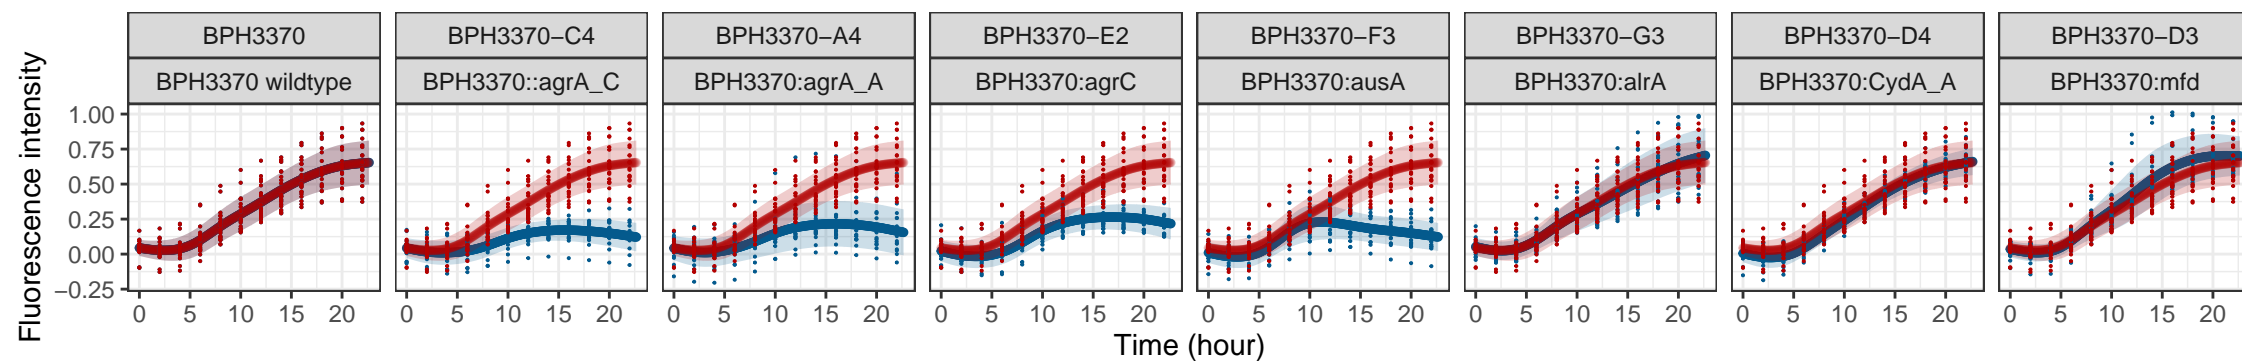 BPH3370 BPH3370−C4 BPH3370−A4 BPH3370−E2 BPH3370−F3 BPH3370−G3 BPH3370−D4 BPH3370−D3
BPH3370 wildtype BPH3370::agrA_C BPH3370:agrA_A BPH3370:agrC BPH3370:ausA BPH3370:alrA BPH3370:CydA_A BPH3370:mfd
Fluorescence intensity
1.00
0.75
0.50
0.25
0.00
−0.25
0 5 10 15 20 0 5 10 15 20 0 5 10 15 20 0 5 10 15 20 0 5 10 15 20 0 5 10 15 20 0 5 10 15 20 0 5 10 15 20
Time (hour)